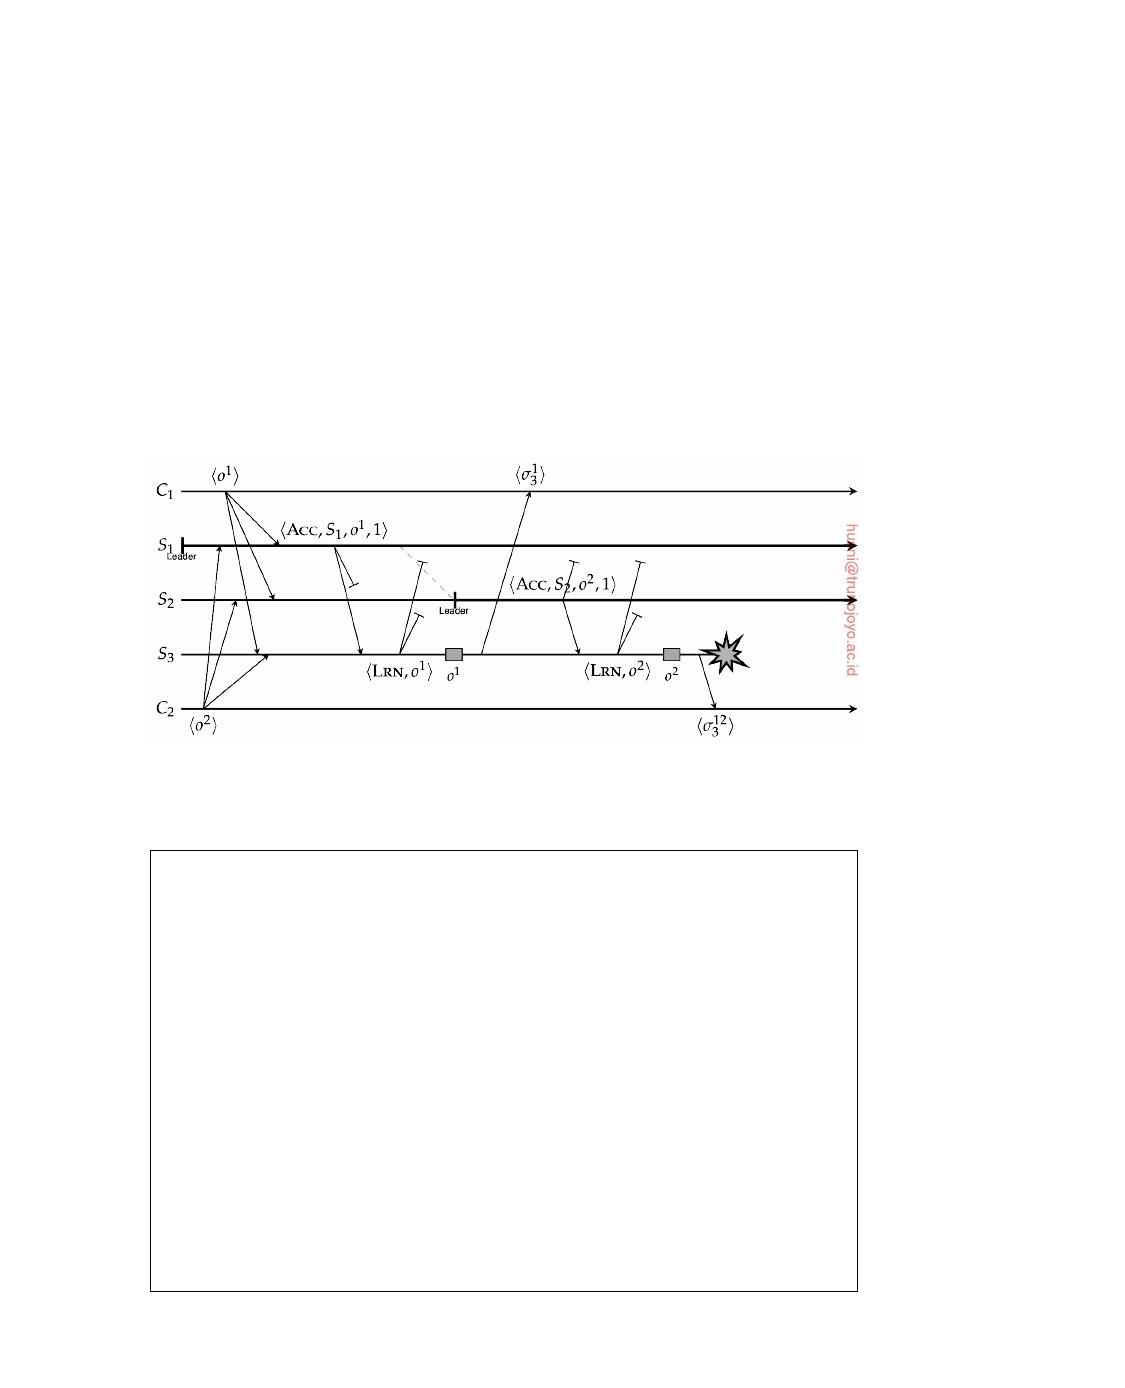 ⟨o¹⟩ ⟨σ₃¹⟩
C₁
⟨Acc, S₁, o¹, 1⟩
S₁
Leader
⟨Acc, S₂, o², 1⟩
S₂
Leader
S₃
⟨Lrn, o¹⟩ o¹ ⟨Lrn, o²⟩ o²
C₂
⟨o²⟩ ⟨σ₃¹²⟩